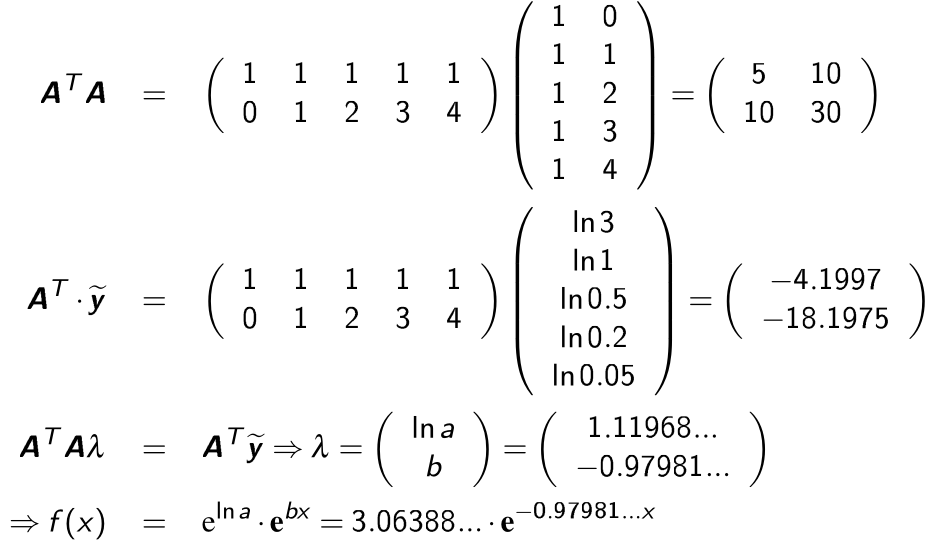 A^T A = ( 1 1 1 1 1 ; 0 1 2 3 4 ) ( 1 0 ; 1 1 ; 1 2 ; 1 3 ; 1 4 ) = ( 5 10 ; 10 30 )
A^T · ỹ = ( 1 1 1 1 1 ; 0 1 2 3 4 ) ( ln 3 ; ln 1 ; ln 0.5 ; ln 0.2 ; ln 0.05 ) = ( −4.1997 ; −18.1975 )
A^T A λ = A^T ỹ ⇒ λ = ( ln a ; b ) = ( 1.11968... ; −0.97981... )
⇒ f(x) = e^{ln a} · e^{bx} = 3.06388... · e^{−0.97981...x}